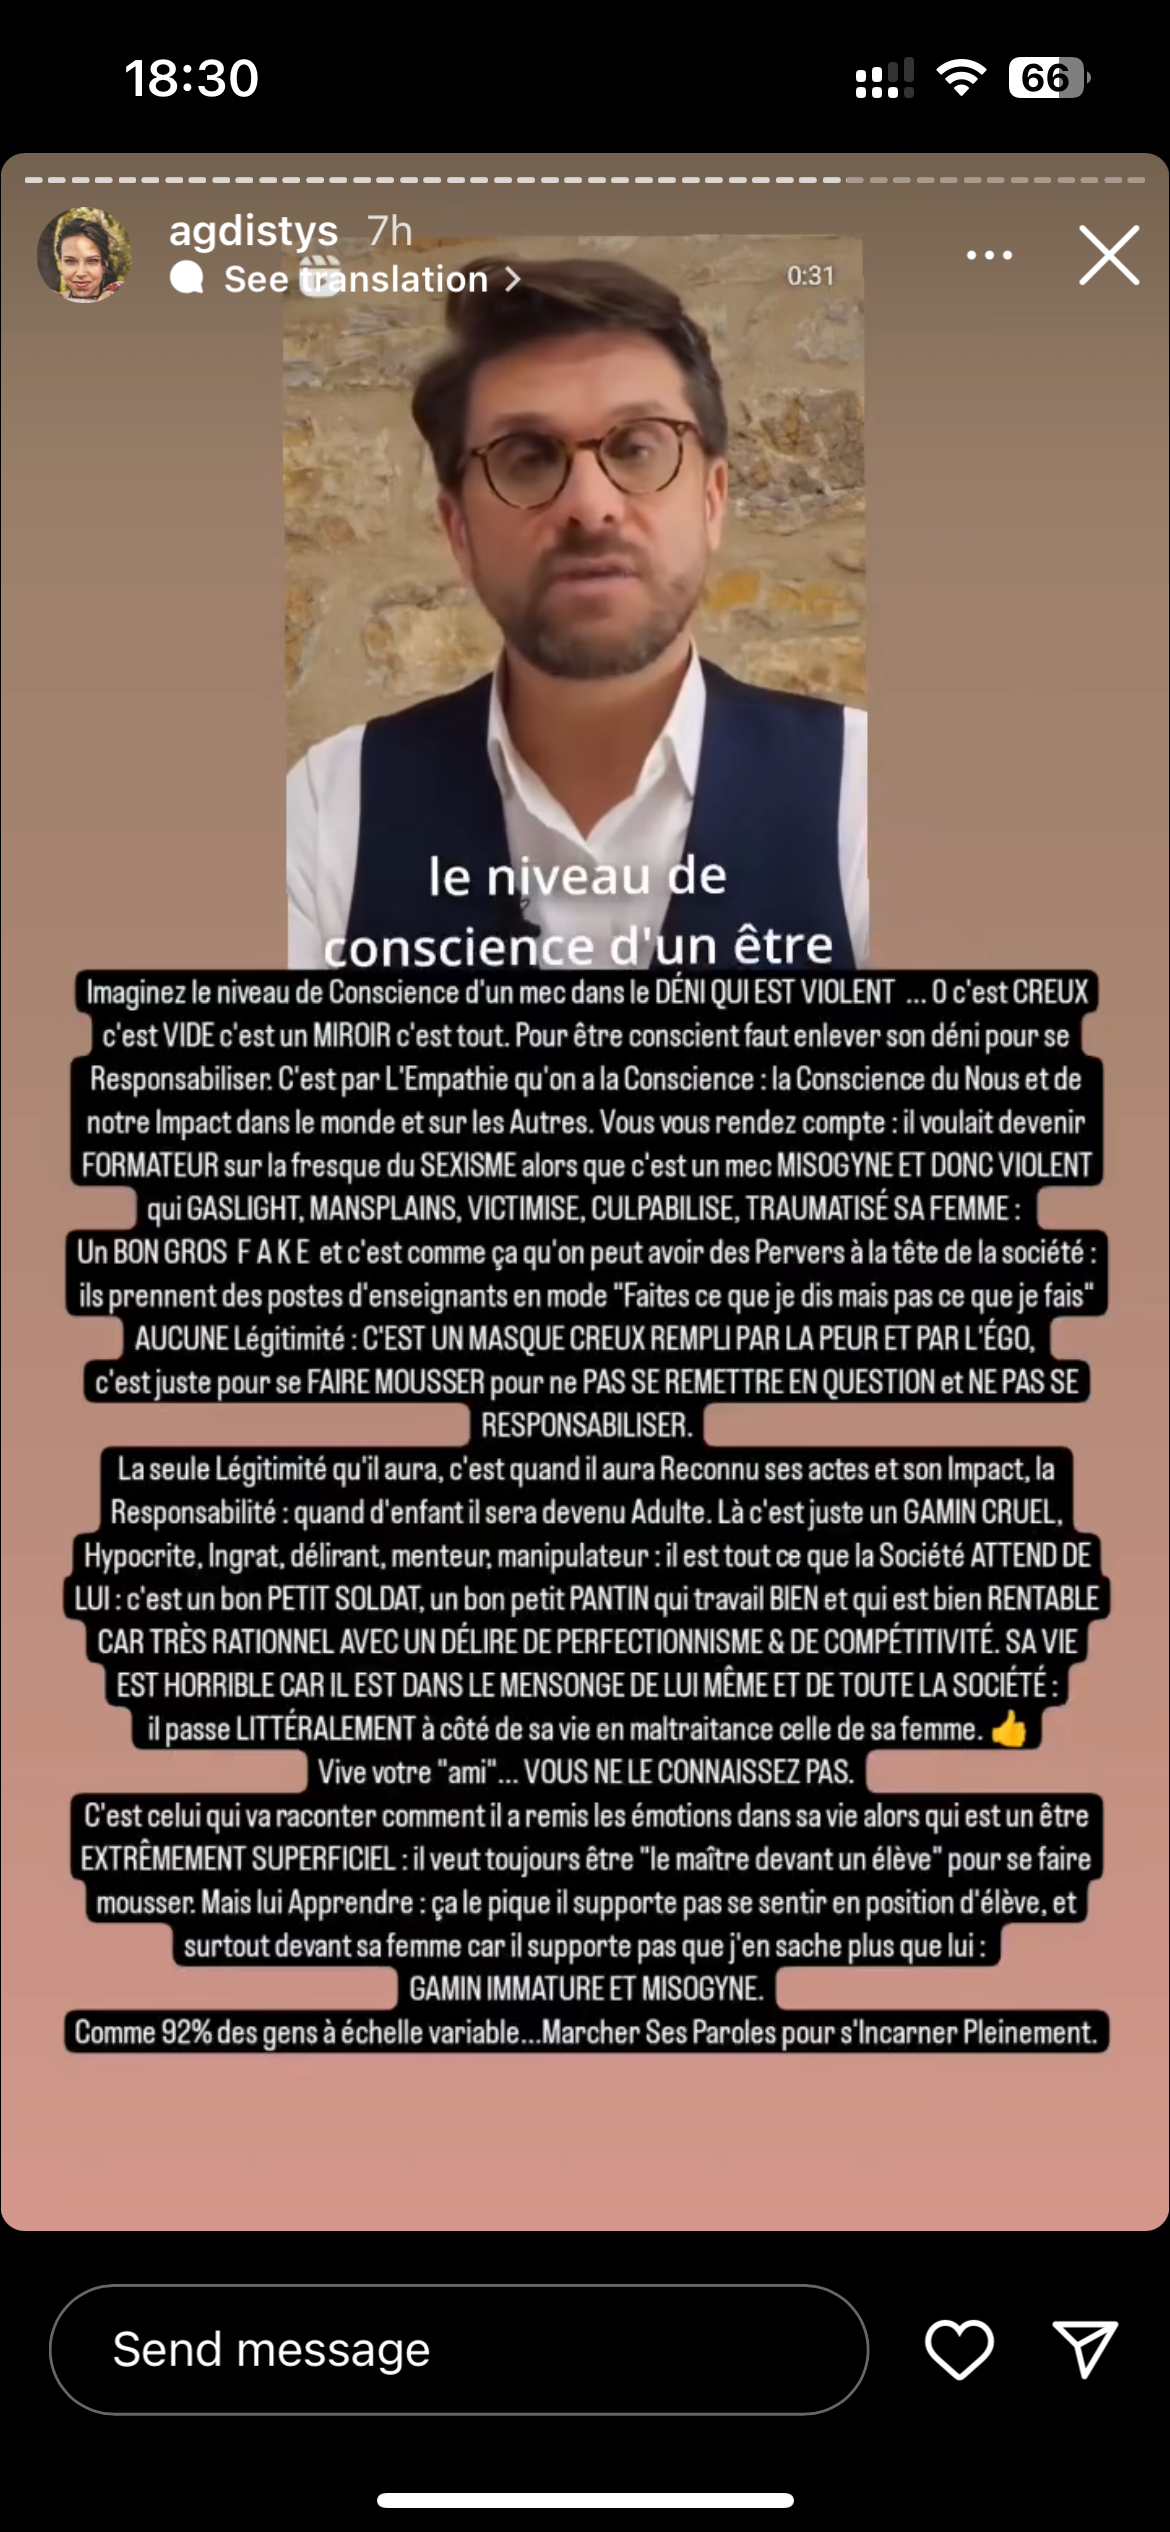 18:30
66
agdistys 7h
See translation
0:31
le niveau de
conscience d'un être
Imaginez le niveau de Conscience d'un mec dans le DÉNI QUI EST VIOLENT ... 0 c'est CREUX
c'est VIDE c'est un MIROIR c'est tout. Pour être conscient faut enlever son déni pour se
Responsabiliser. C'est par L'Empathie qu'on a la Conscience : la Conscience du Nous et de
notre Impact dans le monde et sur les Autres. Vous vous rendez compte : il voulait devenir
FORMATEUR sur la fresque du SEXISME alors que c'est un mec MISOGYNE ET DONC VIOLENT
qui GASLIGHT, MANSPLAINS, VICTIMISE, CULPABILISE, TRAUMATISÉ SA FEMME :
Un BON GROS F A K E et c'est comme ça qu'on peut avoir des Pervers à la tête de la société :
ils prennent des postes d'enseignants en mode "Faites ce que je dis mais pas ce que je fais"
AUCUNE Légitimité : C'EST UN MASQUE CREUX REMPLI PAR LA PEUR ET PAR L'ÉGO,
c'est juste pour se FAIRE MOUSSER pour ne PAS SE REMETTRE EN QUESTION et NE PAS SE
RESPONSABILISER.
La seule Légitimité qu'il aura, c'est quand il aura Reconnu ses actes et son Impact, la
Responsabilité : quand d'enfant il sera devenu Adulte. Là c'est juste un GAMIN CRUEL,
Hypocrite, Ingrat, délirant, menteur, manipulateur : il est tout ce que la Société ATTEND DE
LUI : c'est un bon PETIT SOLDAT, un bon petit PANTIN qui travail BIEN et qui est bien RENTABLE
CAR TRÈS RATIONNEL AVEC UN DÉLIRE DE PERFECTIONNISME & DE COMPÉTITIVITÉ. SA VIE
EST HORRIBLE CAR IL EST DANS LE MENSONGE DE LUI MÊME ET DE TOUTE LA SOCIÉTÉ :
il passe LITTÉRALEMENT à côté de sa vie en maltraitance celle de sa femme. 👍
Vive votre "ami"... VOUS NE LE CONNAISSEZ PAS.
C'est celui qui va raconter comment il a remis les émotions dans sa vie alors qui est un être
EXTRÊMEMENT SUPERFICIEL : il veut toujours être "le maître devant un élève" pour se faire
mousser. Mais lui Apprendre : ça le pique il supporte pas se sentir en position d'élève, et
surtout devant sa femme car il supporte pas que j'en sache plus que lui :
GAMIN IMMATURE ET MISOGYNE.
Comme 92% des gens à échelle variable...Marcher Ses Paroles pour s'Incarner Pleinement.
Send message